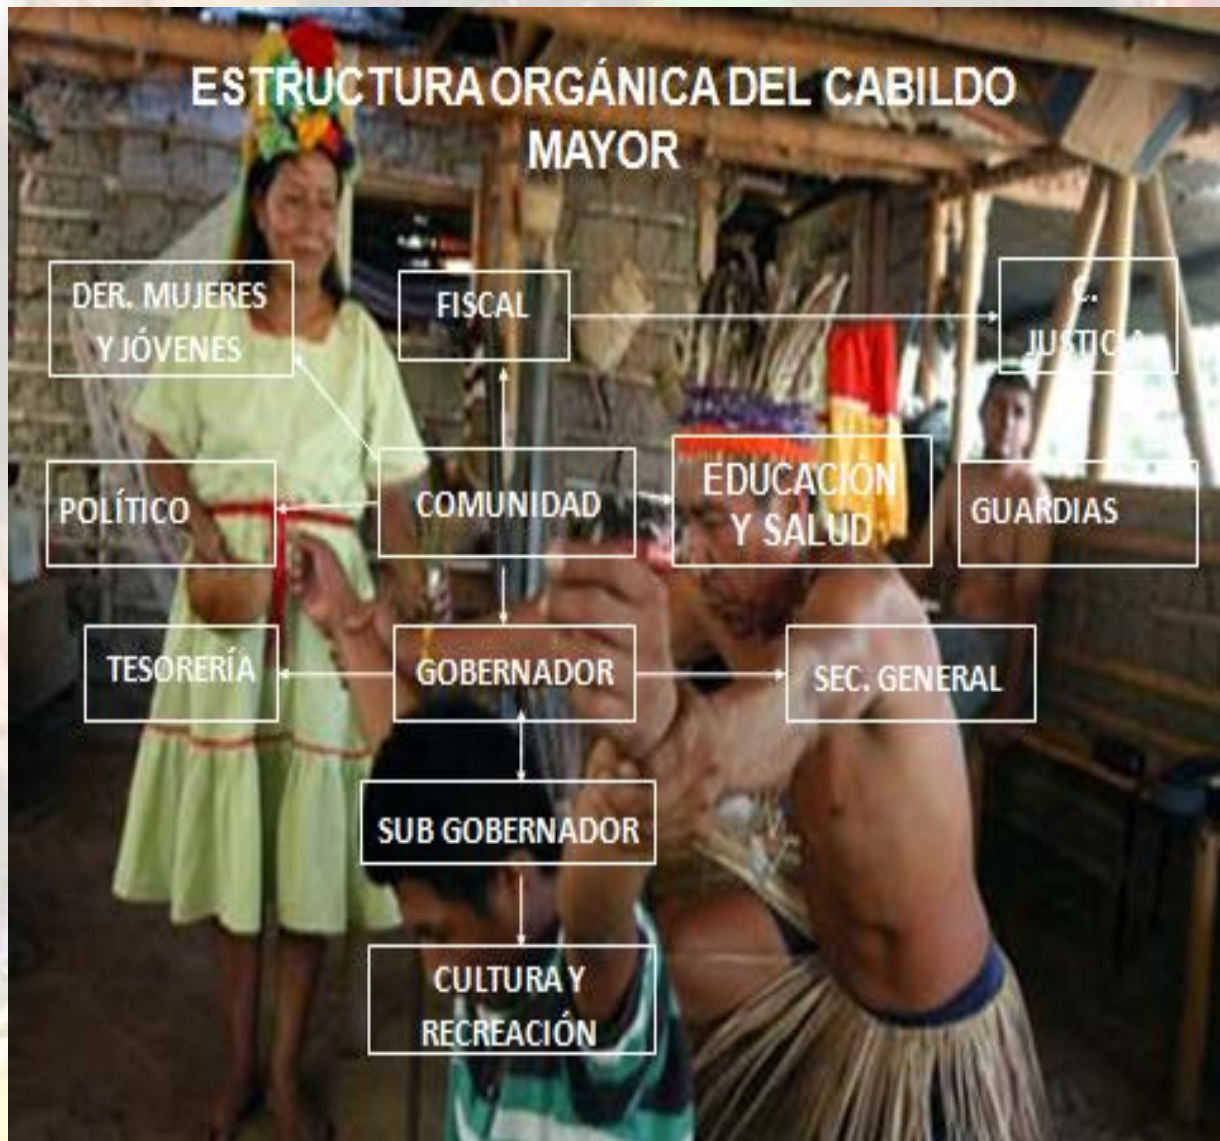 ESTRUCTURA ORGÁNICA DEL CABILDO
MAYOR
DER. MUJERES
Y JÓVENES
FISCAL
C.
JUSTICIA
POLÍTICO
COMUNIDAD
EDUCACIÓN
Y SALUD
GUARDIAS
TESORERÍA
GOBERNADOR
SEC. GENERAL
SUB GOBERNADOR
CULTURA Y
RECREACIÓN